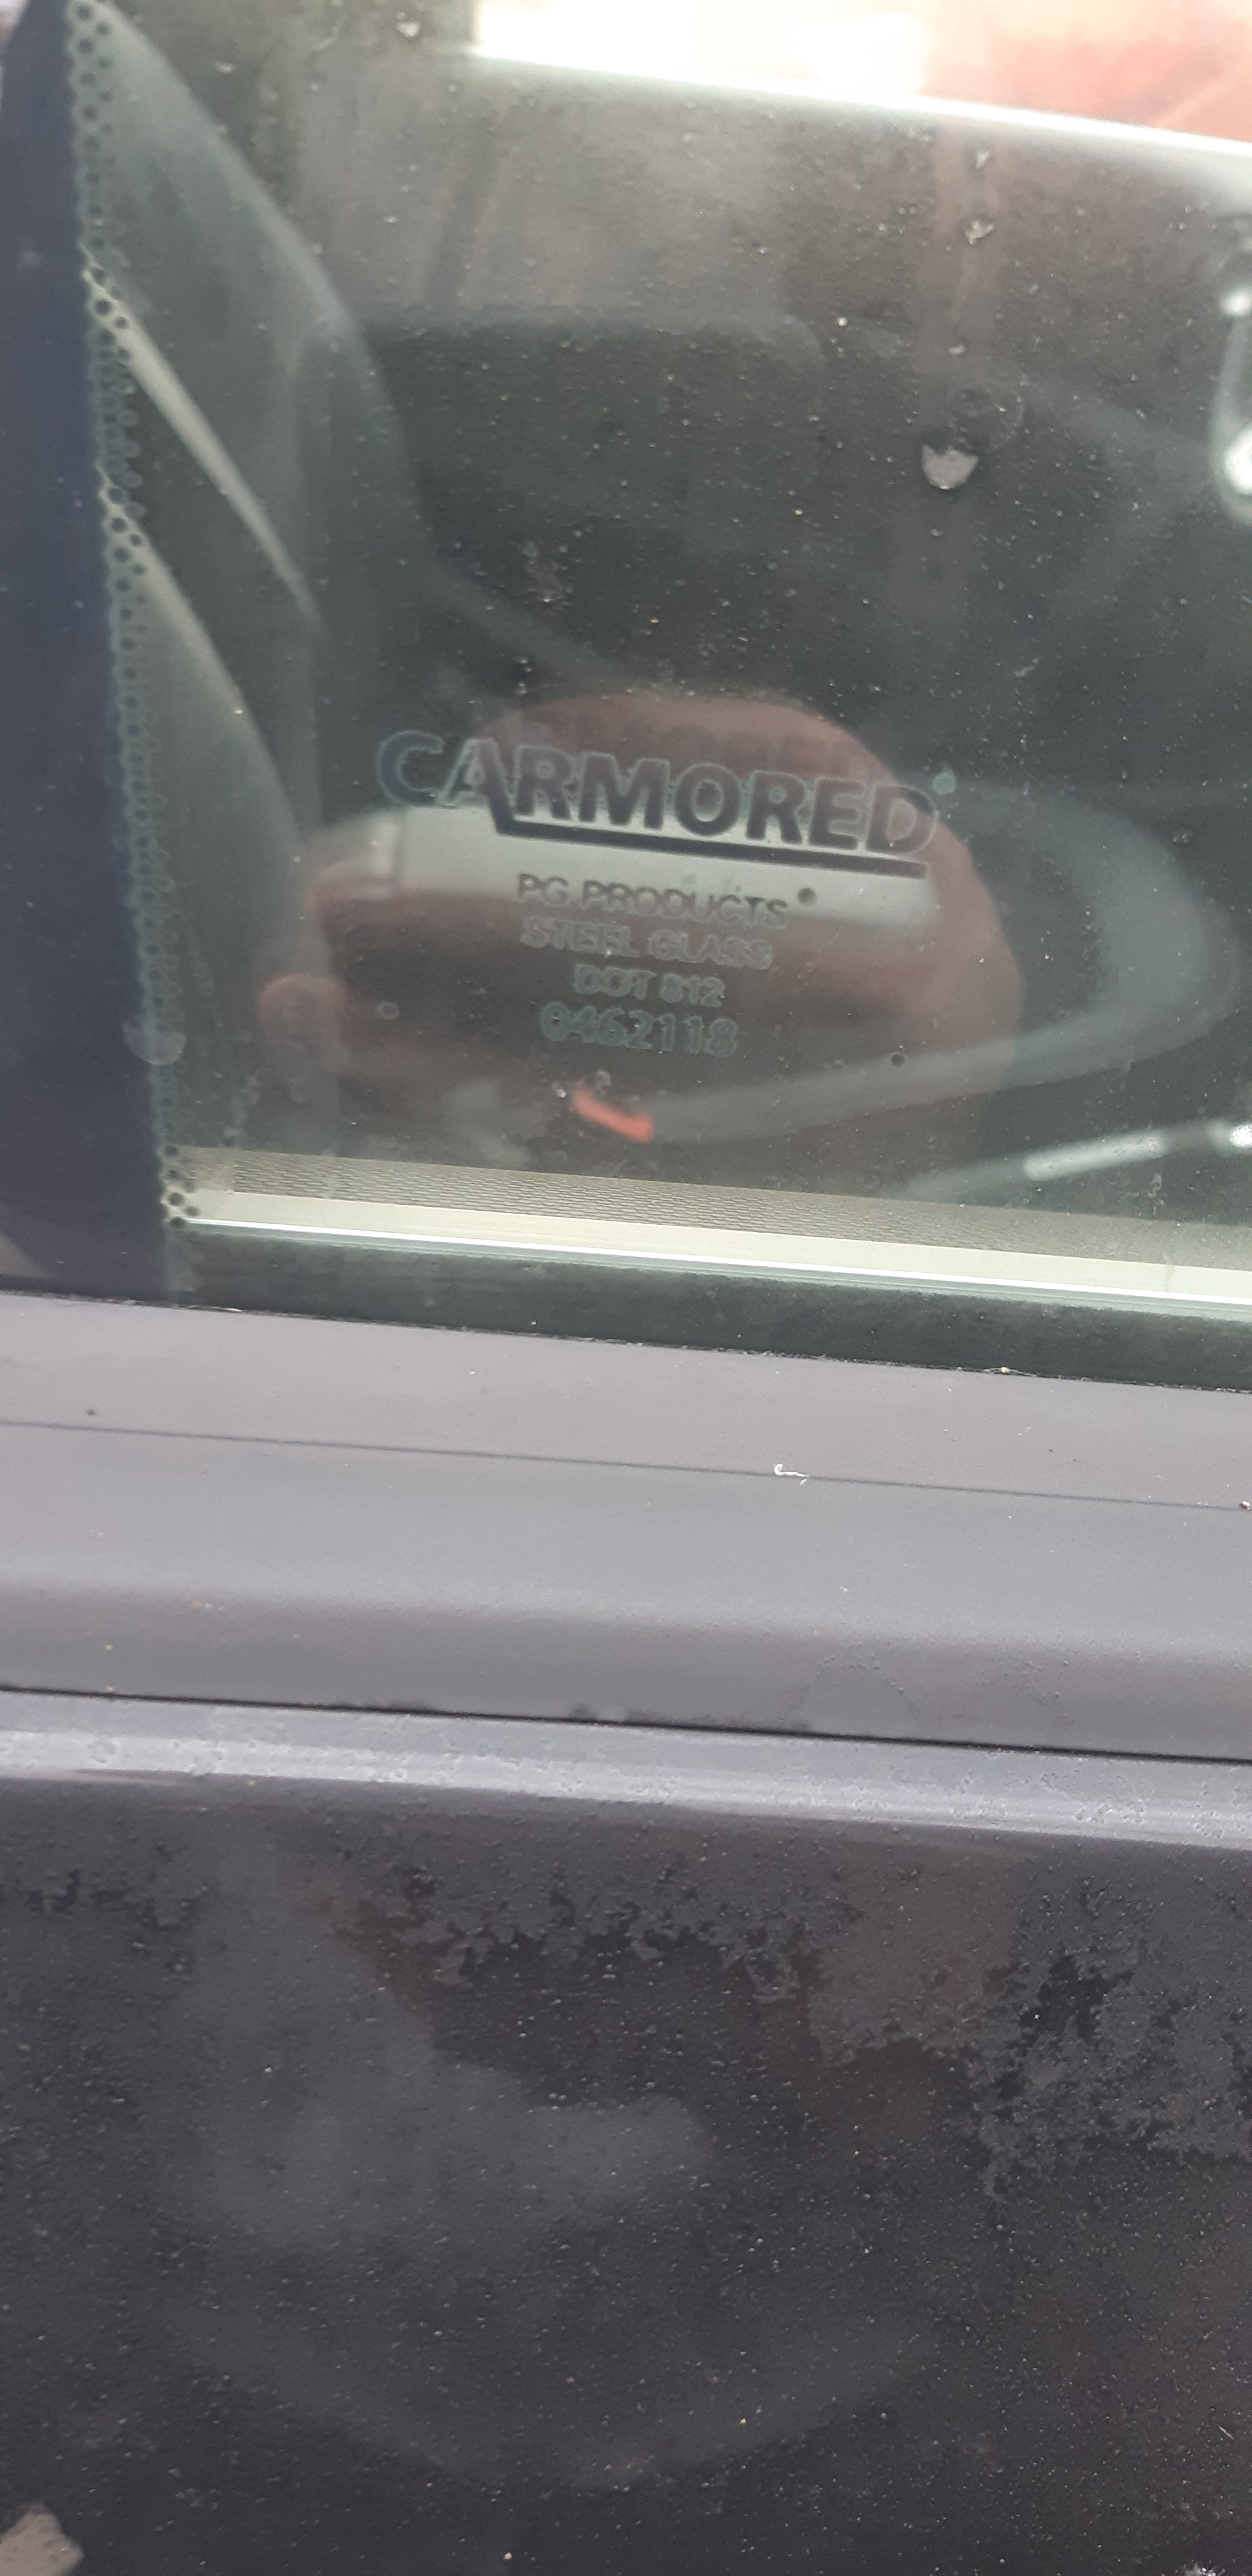 CARMORED
PG PRODUCTS
STEEL GLASS
DOT 812
0462118